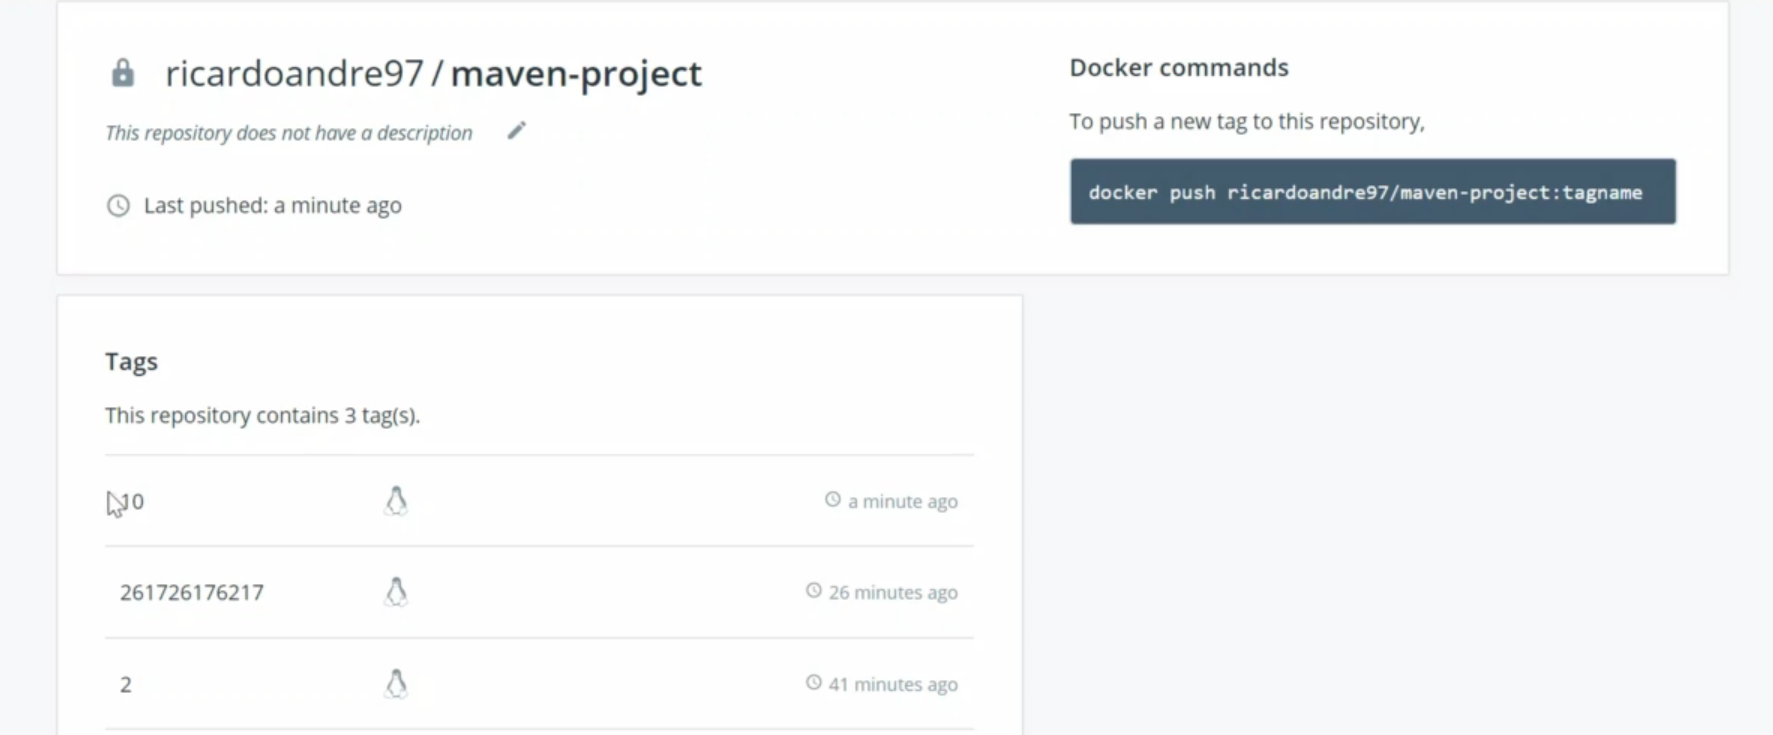 ricardoandre97 / maven-project
This repository does not have a description
Last pushed: a minute ago
Docker commands
To push a new tag to this repository,
docker push ricardoandre97/maven-project:tagname
Tags
This repository contains 3 tag(s).
10 a minute ago
261726176217 26 minutes ago
2 41 minutes ago